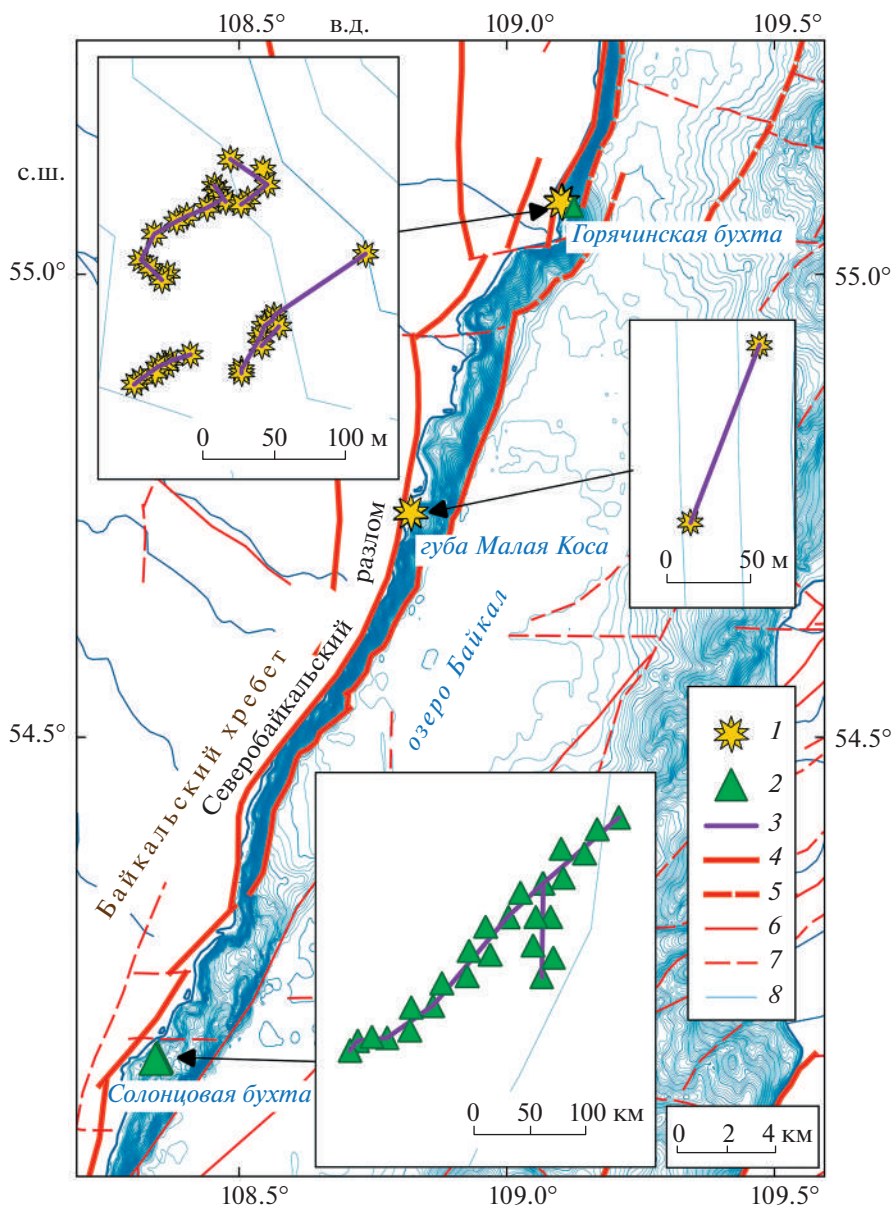 108.5° в.д. 109.0° 109.5°
с.ш.
Горячинская бухта
55.0° 55.0°
0 50 100 м
разлом
губа Малая Коса
0 50 м
Северобайкальский
озеро Байкал
Байкальский хребет
54.5° 54.5°
1
2
3
4
5
6
7
8
Солонцовая бухта
0 50 100 км
0 2 4 км
108.5° 109.0° 109.5°